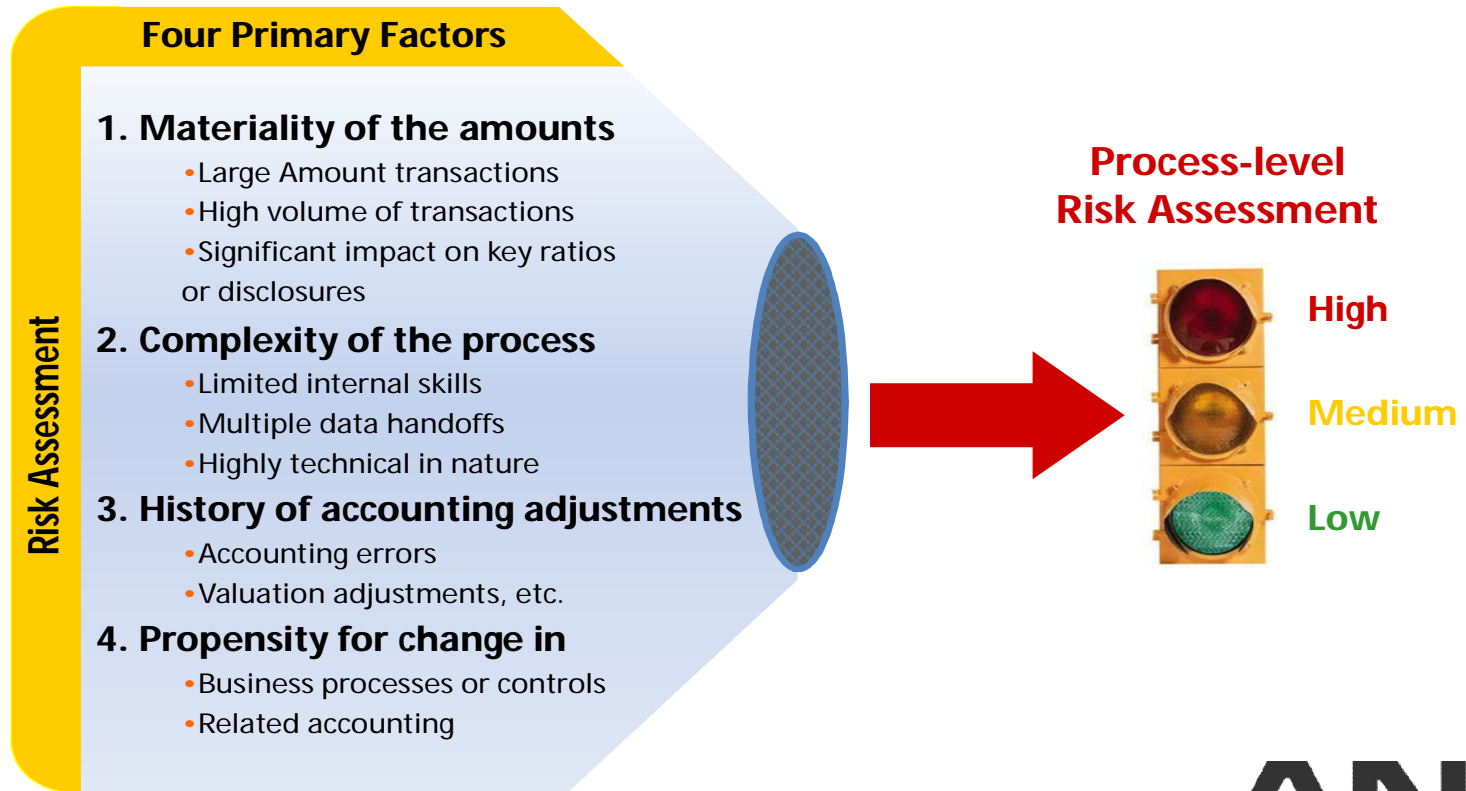 Four Primary Factors
Risk Assessment
1. Materiality of the amounts
•Large Amount transactions
•High volume of transactions
•Significant impact on key ratios
or disclosures
2. Complexity of the process
•Limited internal skills
•Multiple data handoffs
•Highly technical in nature
3. History of accounting adjustments
•Accounting errors
•Valuation adjustments, etc.
4. Propensity for change in
•Business processes or controls
•Related accounting
Process-level
Risk Assessment
High
Medium
Low